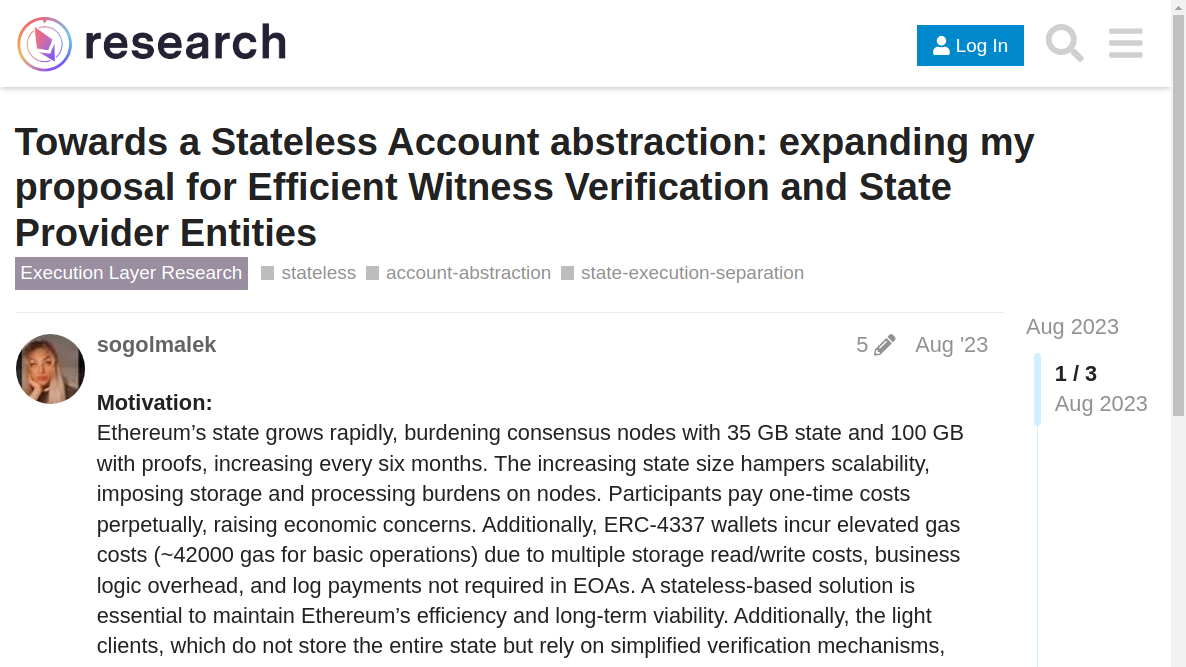 research
Log In
Towards a Stateless Account abstraction: expanding my
proposal for Efficient Witness Verification and State
Provider Entities
Execution Layer Research stateless account-abstraction state-execution-separation
sogolmalek 5 Aug '23
Aug 2023
1 / 3
Aug 2023
Motivation:
Ethereum’s state grows rapidly, burdening consensus nodes with 35 GB state and 100 GB
with proofs, increasing every six months. The increasing state size hampers scalability,
imposing storage and processing burdens on nodes. Participants pay one-time costs
perpetually, raising economic concerns. Additionally, ERC-4337 wallets incur elevated gas
costs (~42000 gas for basic operations) due to multiple storage read/write costs, business
logic overhead, and log payments not required in EOAs. A stateless-based solution is
essential to maintain Ethereum’s efficiency and long-term viability. Additionally, the light
clients, which do not store the entire state but rely on simplified verification mechanisms,